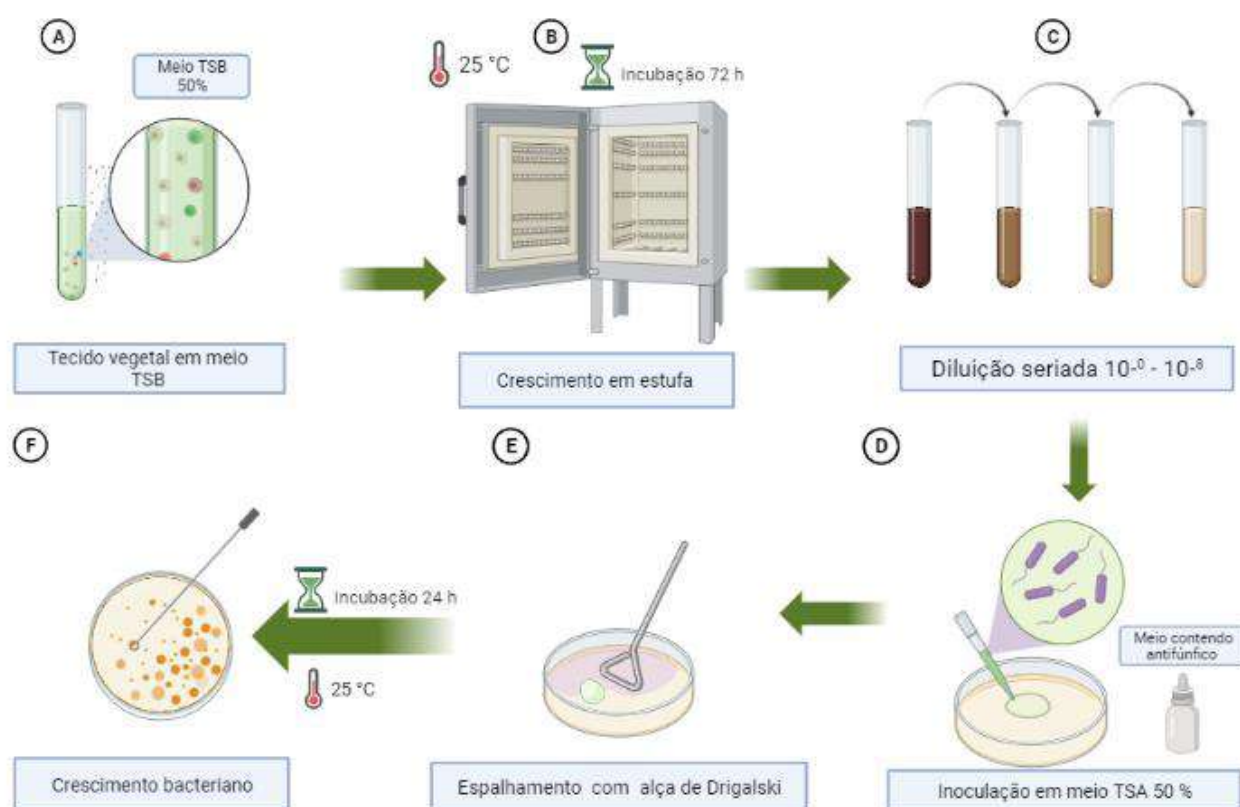 A
Meio TSB
50%
Tecido vegetal em meio
TSB
B
25 °C
Incubação 72 h
Crescimento em estufa
C
Diluição seriada 10-⁰ - 10-⁸
D
Meio contendo
antifúnfico
Inoculação em meio TSA 50 %
E
Espalhamento com alça de Drigalski
Incubação 24 h
25 °C
F
Crescimento bacteriano